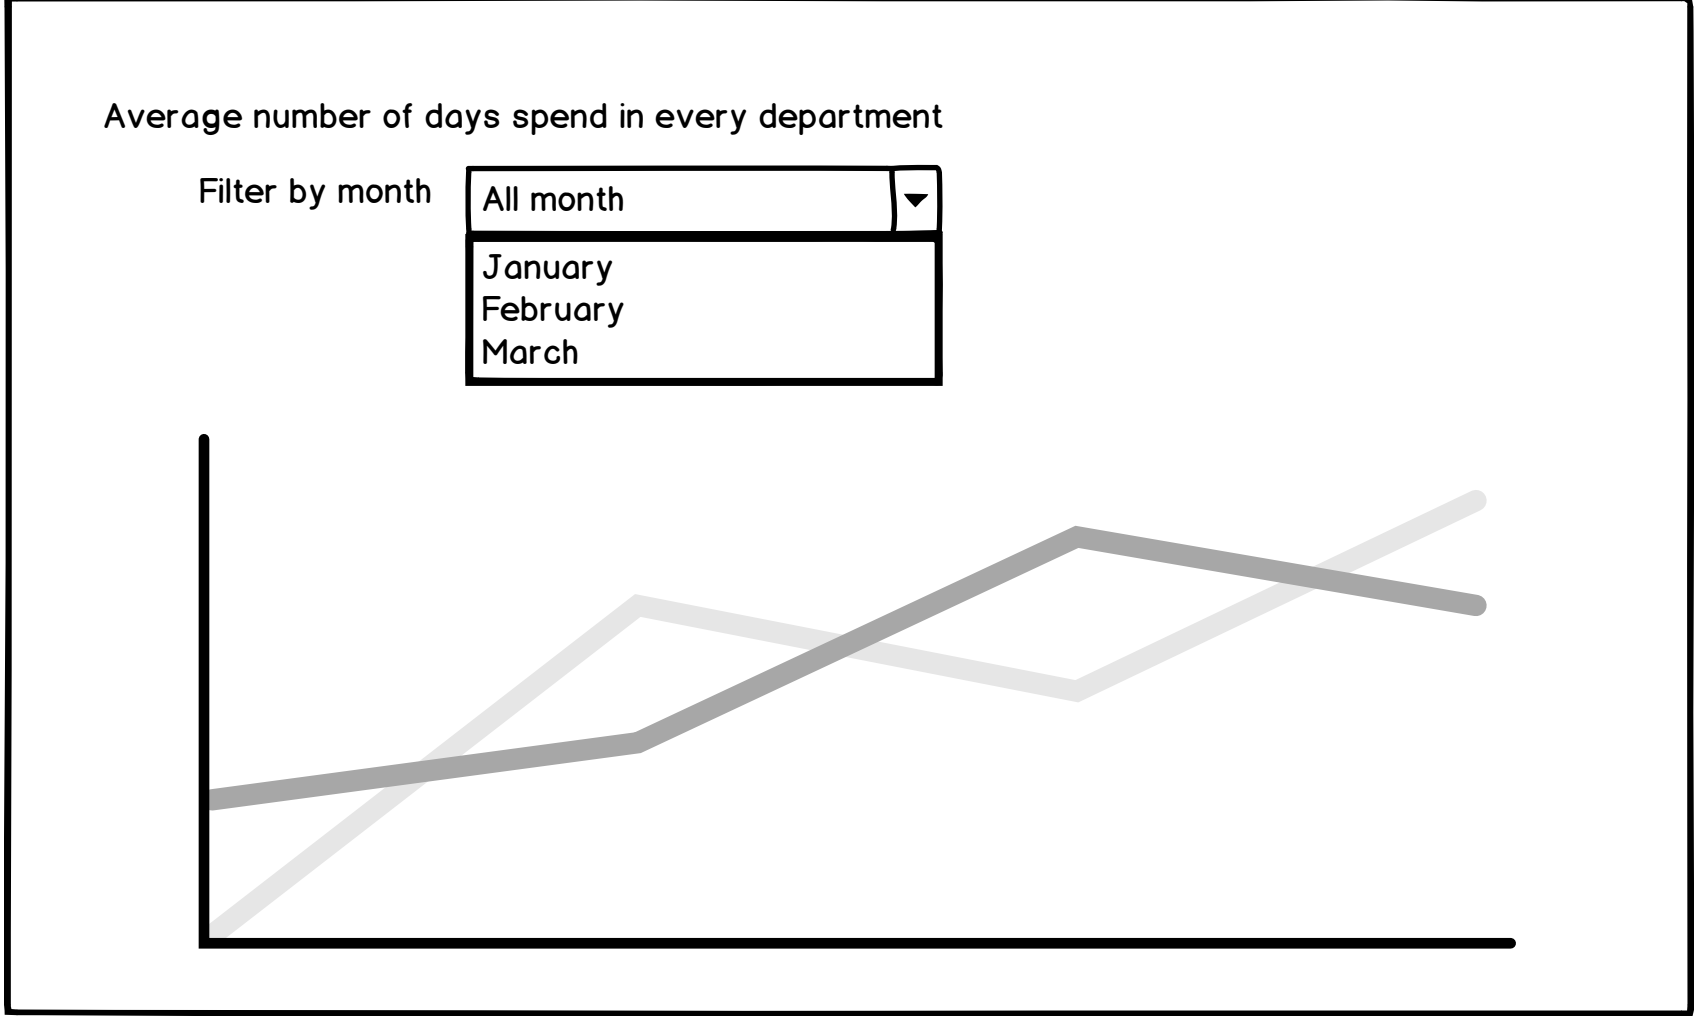 Average number of days spend in every department
Filter by month
All month
January
February
March